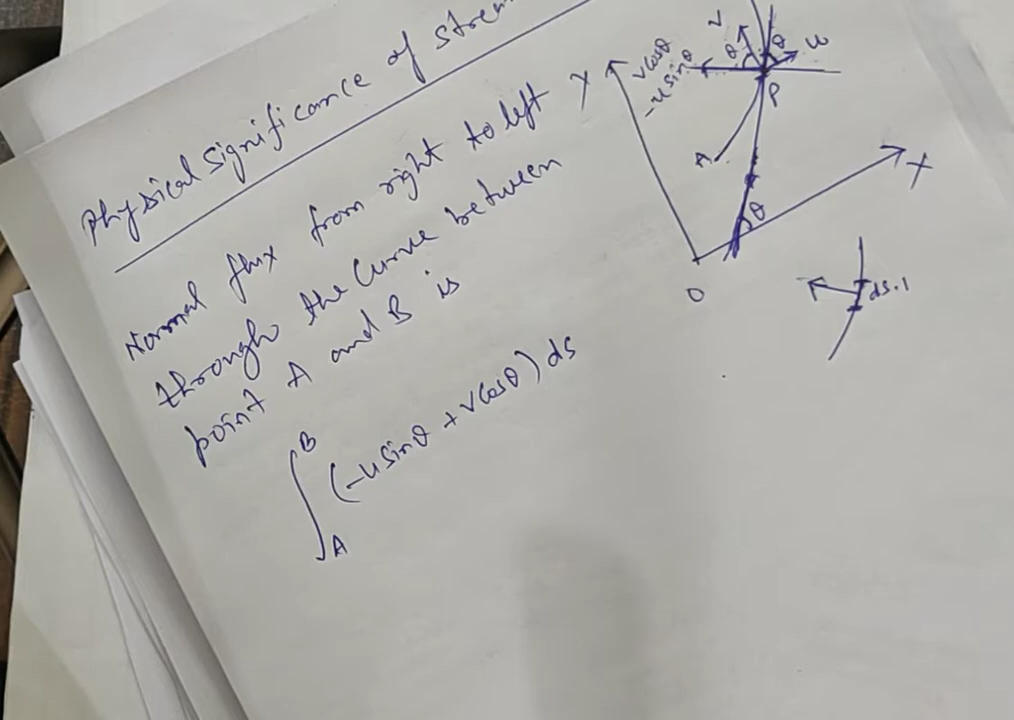 Physical Significance of
Normal flux from right to left
through the Curve between
point A and B is
∫_A^B (-u sinθ + v cosθ) ds
Y
v cosθ
-u sinθ
V
θ
θ
u
P
A
θ
X
O
ds.1